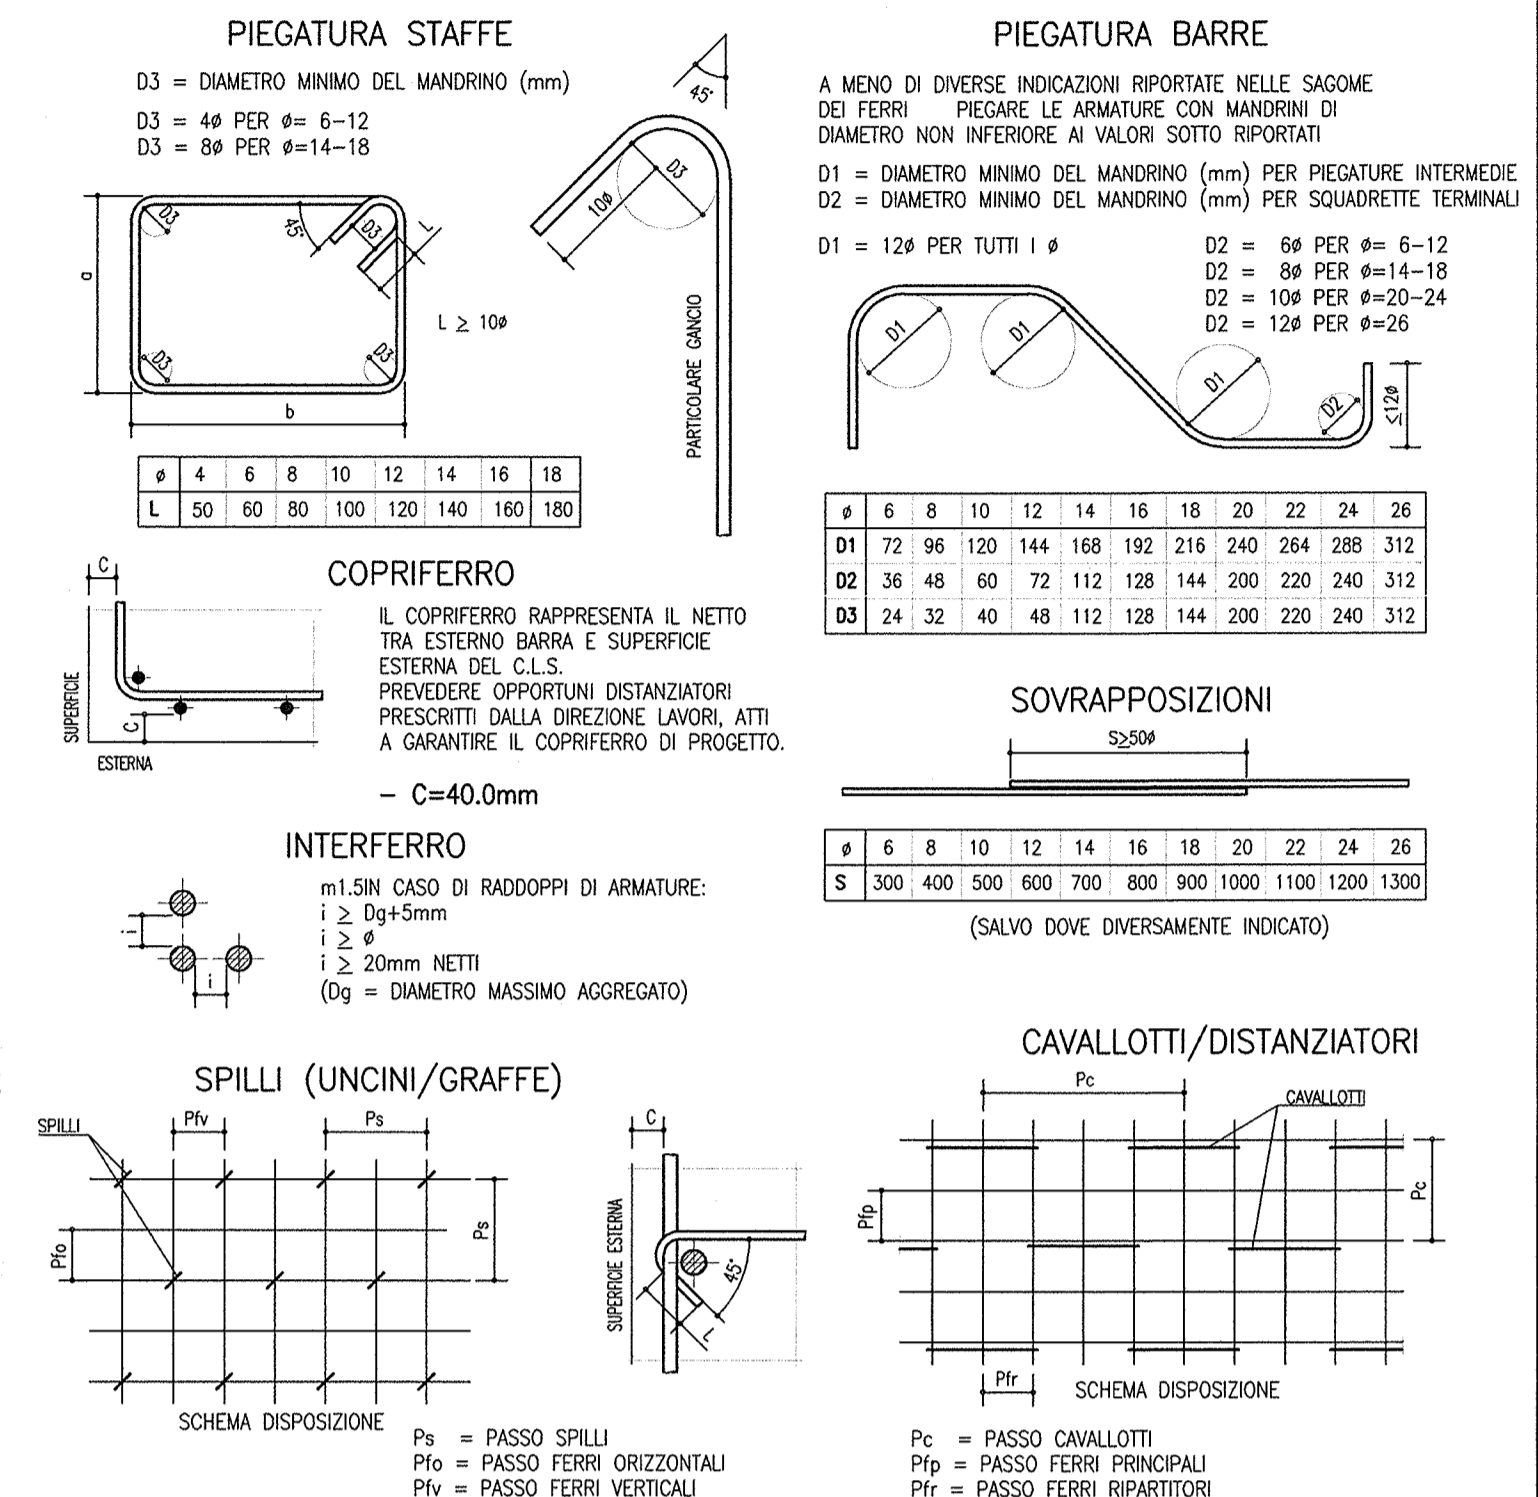 PIEGATURA STAFFE
D3 = DIAMETRO MINIMO DEL MANDRINO (mm)
D3 = 4ø PER ø= 6-12
D3 = 8ø PER ø=14-18
45°
D3
10ø
PARTICOLARE GANCIO
D3
45°
D3
L
a
D3
D3
b
L ≥ 10ø
ø 4 6 8 10 12 14 16 18
L 50 60 80 100 120 140 160 180
PIEGATURA BARRE
A MENO DI DIVERSE INDICAZIONI RIPORTATE NELLE SAGOME
DEI FERRI PIEGARE LE ARMATURE CON MANDRINI DI
DIAMETRO NON INFERIORE AI VALORI SOTTO RIPORTATI
D1 = DIAMETRO MINIMO DEL MANDRINO (mm) PER PIEGATURE INTERMEDIE
D2 = DIAMETRO MINIMO DEL MANDRINO (mm) PER SQUADRETTE TERMINALI
D1 = 12ø PER TUTTI I ø
D2 = 6ø PER ø= 6-12
D2 = 8ø PER ø=14-18
D2 = 10ø PER ø=20-24
D2 = 12ø PER ø=26
D1
D1
D1
D2
≤12ø
ø 6 8 10 12 14 16 18 20 22 24 26
D1 72 96 120 144 168 192 216 240 264 288 312
D2 36 48 60 72 112 128 144 200 220 240 312
D3 24 32 40 48 112 128 144 200 220 240 312
COPRIFERRO
C
SUPERFICIE
C
ESTERNA
IL COPRIFERRO RAPPRESENTA IL NETTO
TRA ESTERNO BARRA E SUPERFICIE
ESTERNA DEL C.L.S.
PREVEDERE OPPORTUNI DISTANZIATORI
PRESCRITTI DALLA DIREZIONE LAVORI, ATTI
A GARANTIRE IL COPRIFERRO DI PROGETTO.
- C=40.0mm
SOVRAPPOSIZIONI
S≥50ø
ø 6 8 10 12 14 16 18 20 22 24 26
S 300 400 500 600 700 800 900 1000 1100 1200 1300
(SALVO DOVE DIVERSAMENTE INDICATO)
INTERFERRO
i
i
m1.5IN CASO DI RADDOPPI DI ARMATURE:
i ≥ Dg+5mm
i ≥ ø
i ≥ 20mm NETTI
(Dg = DIAMETRO MASSIMO AGGREGATO)
SPILLI (UNCINI/GRAFFE)
SPILLI
Pfv
Ps
Ps
Pfo
SCHEMA DISPOSIZIONE
C
SUPERFICIE ESTERNA
45°
L
Ps = PASSO SPILLI
Pfo = PASSO FERRI ORIZZONTALI
Pfv = PASSO FERRI VERTICALI
CAVALLOTTI/DISTANZIATORI
Pc
CAVALLOTTI
Pfp
Pc
Pfr
SCHEMA DISPOSIZIONE
Pc = PASSO CAVALLOTTI
Pfp = PASSO FERRI PRINCIPALI
Pfr = PASSO FERRI RIPARTITORI